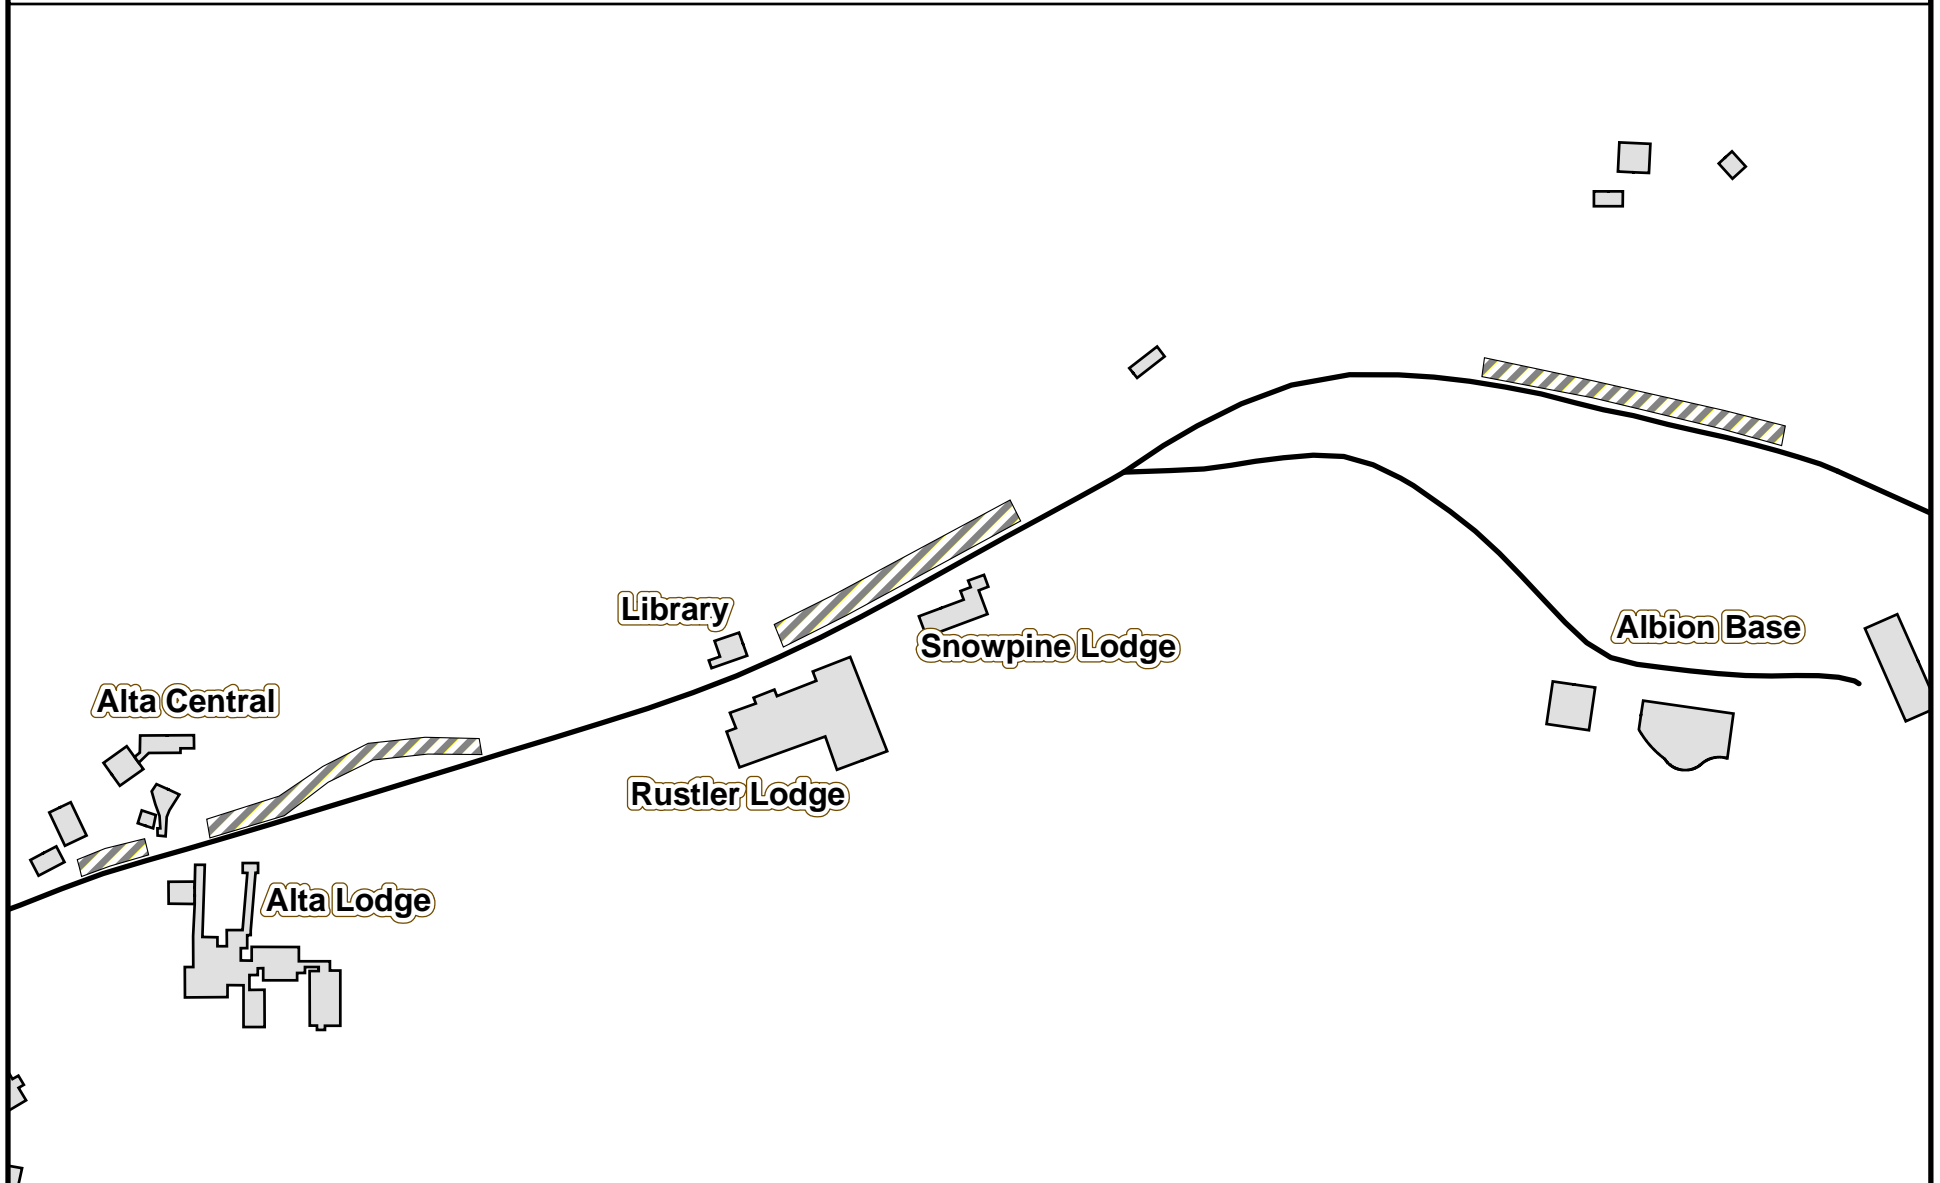 Library
Albion Base
Snowpine Lodge
Alta Central
Rustler Lodge
Alta Lodge